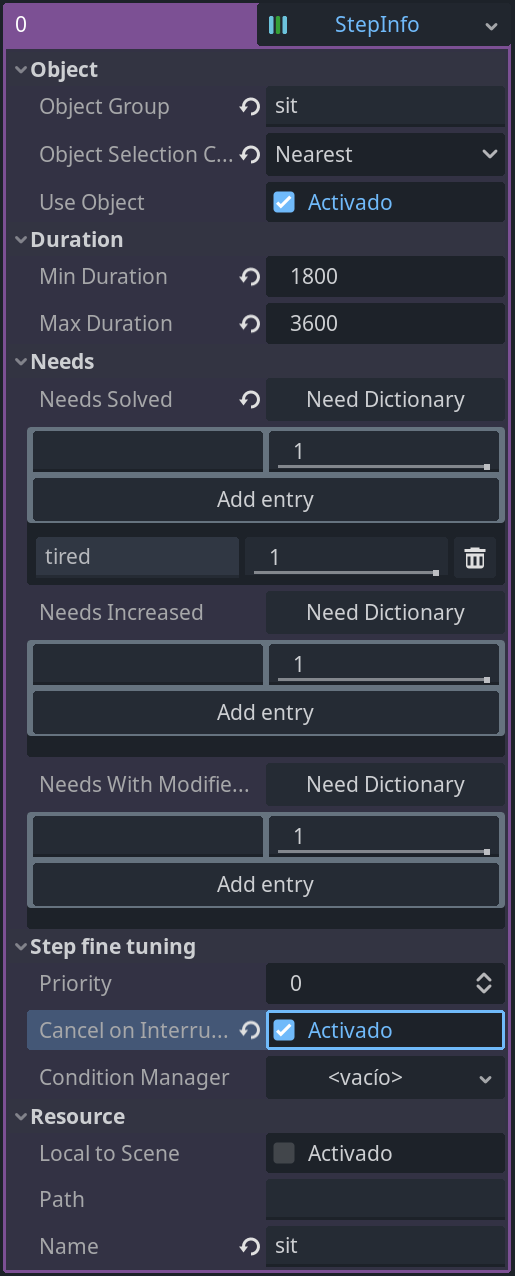 0 StepInfo
Object
Object Group sit
Object Selection C... Nearest
Use Object Activado
Duration
Min Duration 1800
Max Duration 3600
Needs
Needs Solved Need Dictionary
1
Add entry
tired 1
Needs Increased Need Dictionary
1
Add entry
Needs With Modifie... Need Dictionary
1
Add entry
Step fine tuning
Priority 0
Cancel on Interru... Activado
Condition Manager <vacío>
Resource
Local to Scene Activado
Path
Name sit